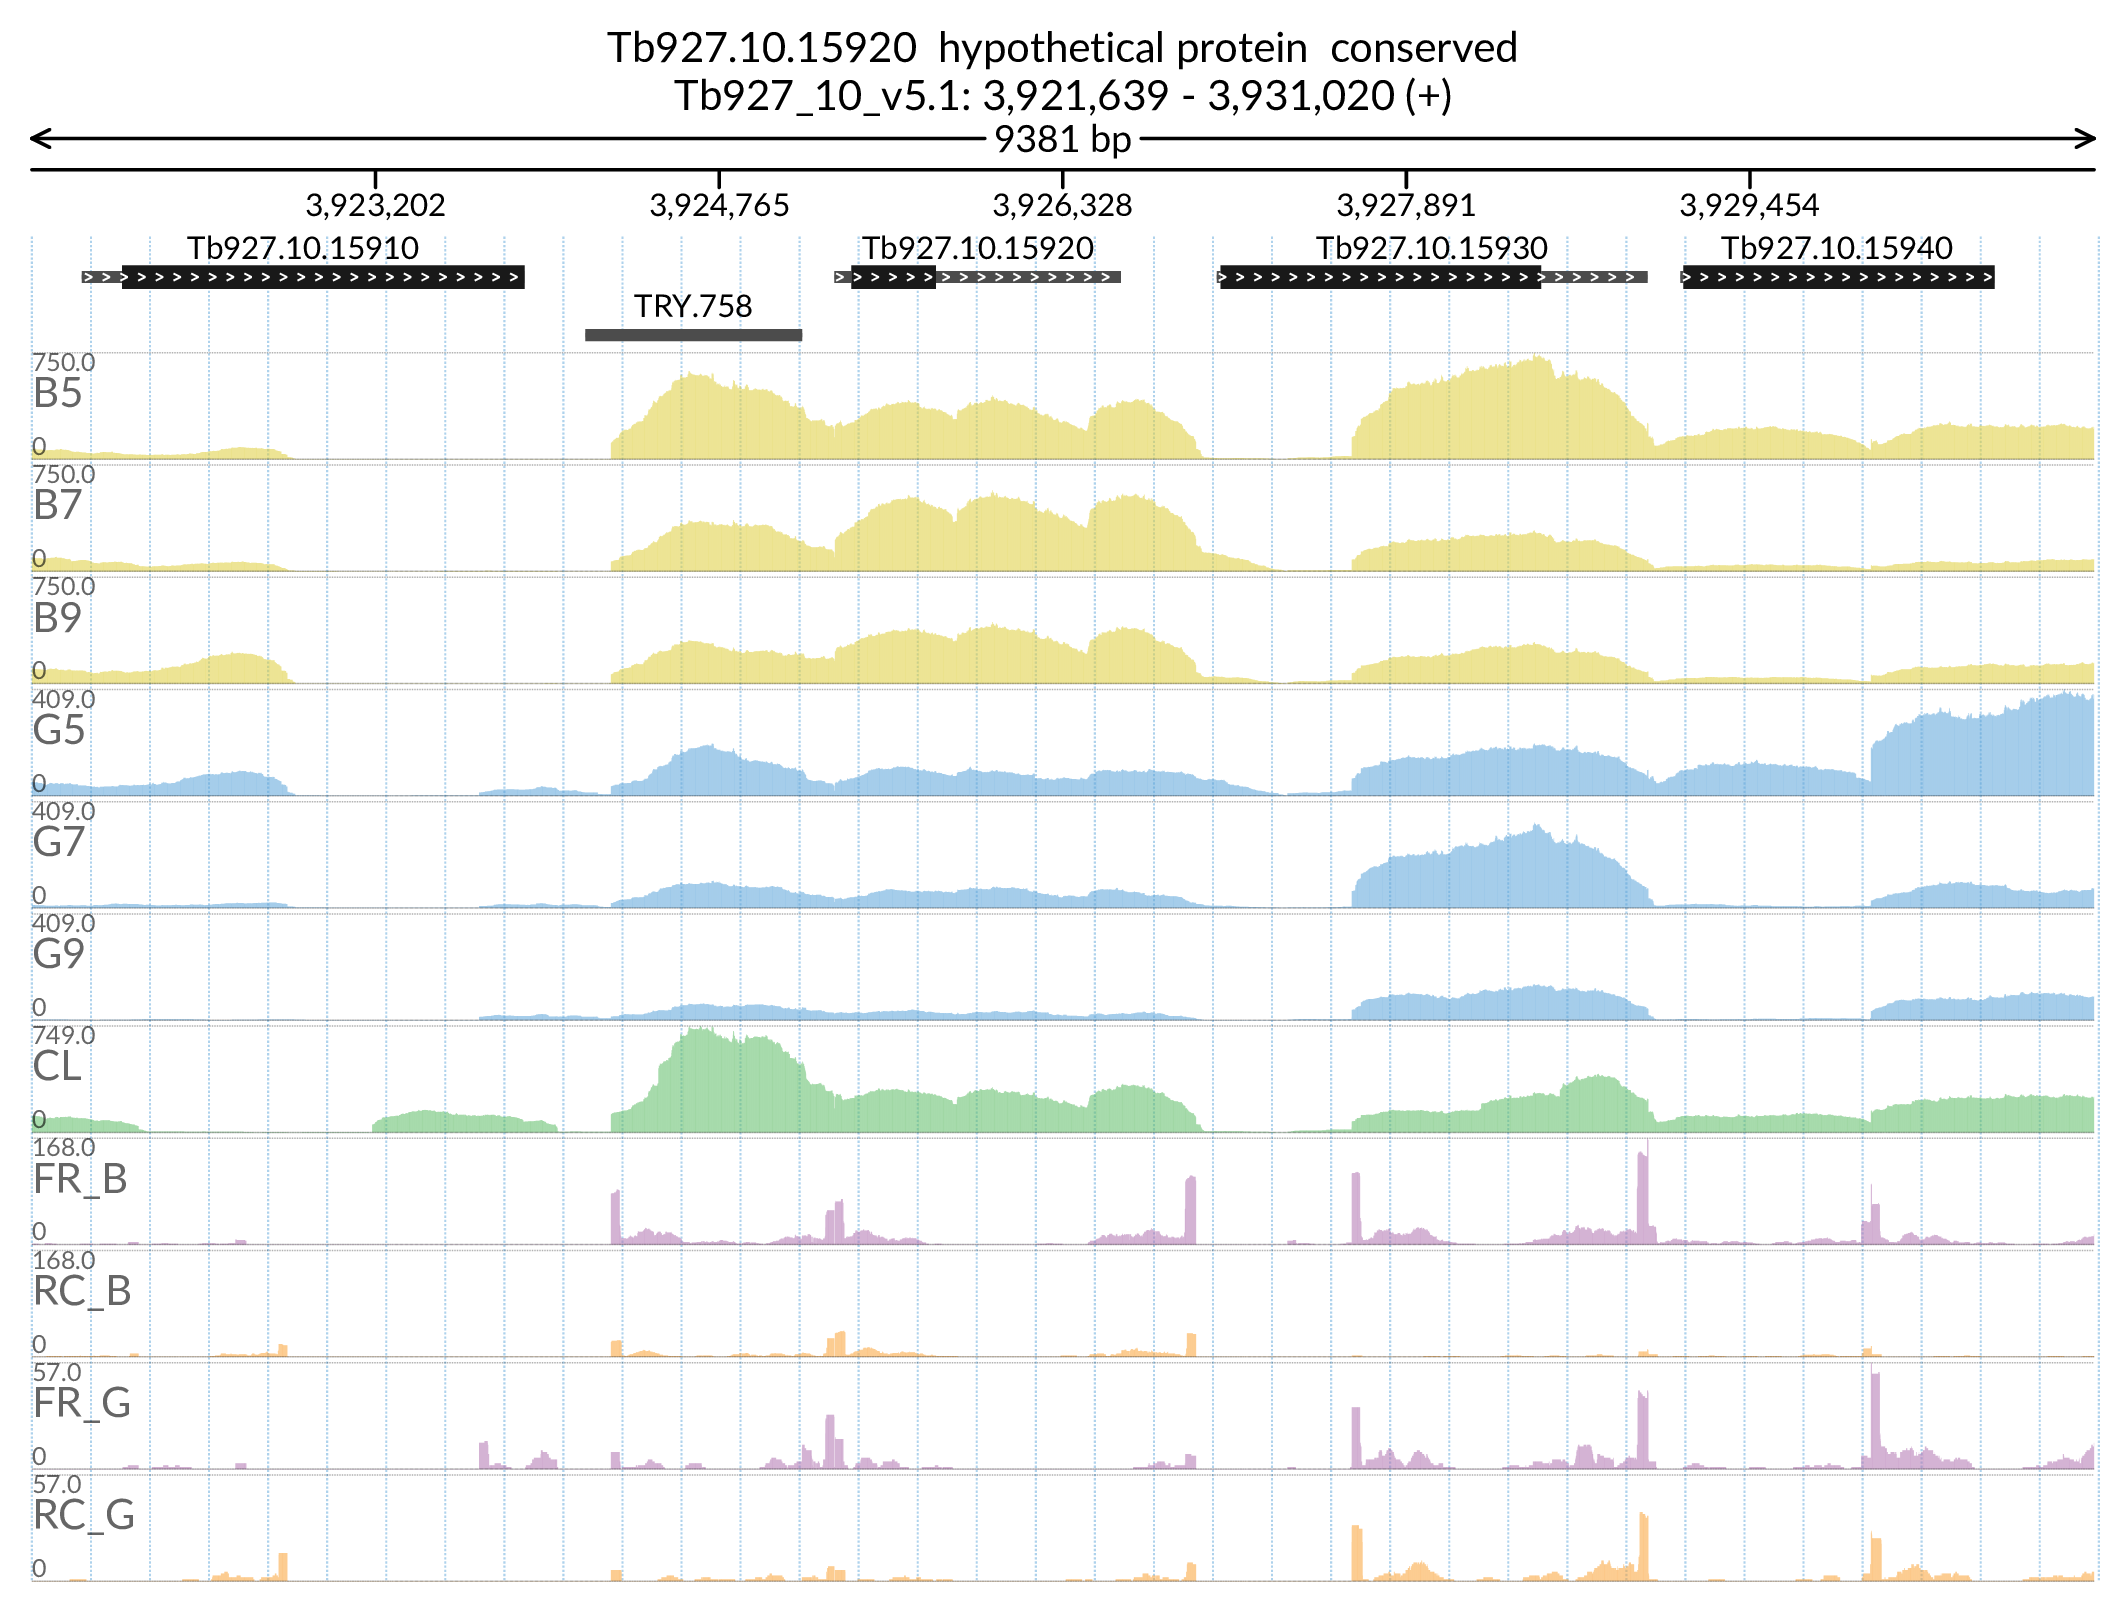 Tb927.10.15920  hypothetical protein  conserved
Tb927_10_v5.1: 3,921,639 - 3,931,020 (+)
9381 bp
3,923,202 3,924,765 3,926,328 3,927,891 3,929,454
Tb927.10.15910 Tb927.10.15920 Tb927.10.15930 Tb927.10.15940
TRY.758
750.0
B5
0
750.0
B7
0
750.0
B9
0
409.0
G5
0
409.0
G7
0
409.0
G9
0
749.0
CL
0
168.0
FR_B
0
168.0
RC_B
0
57.0
FR_G
0
57.0
RC_G
0